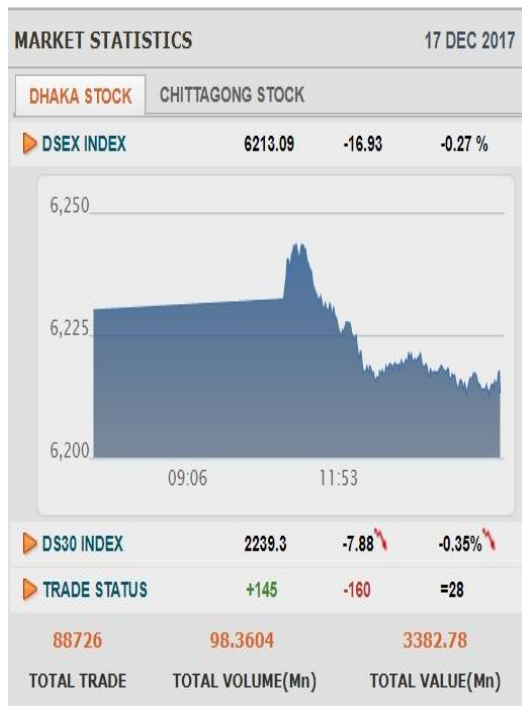 MARKET STATISTICS 17 DEC 2017
DHAKA STOCK CHITTAGONG STOCK
DSEX INDEX 6213.09 -16.93 -0.27 %
6,250
6,225
6,200
09:06 11:53
DS30 INDEX 2239.3 -7.88 -0.35%
TRADE STATUS +145 -160 =28
88726 98.3604 3382.78
TOTAL TRADE TOTAL VOLUME(Mn) TOTAL VALUE(Mn)